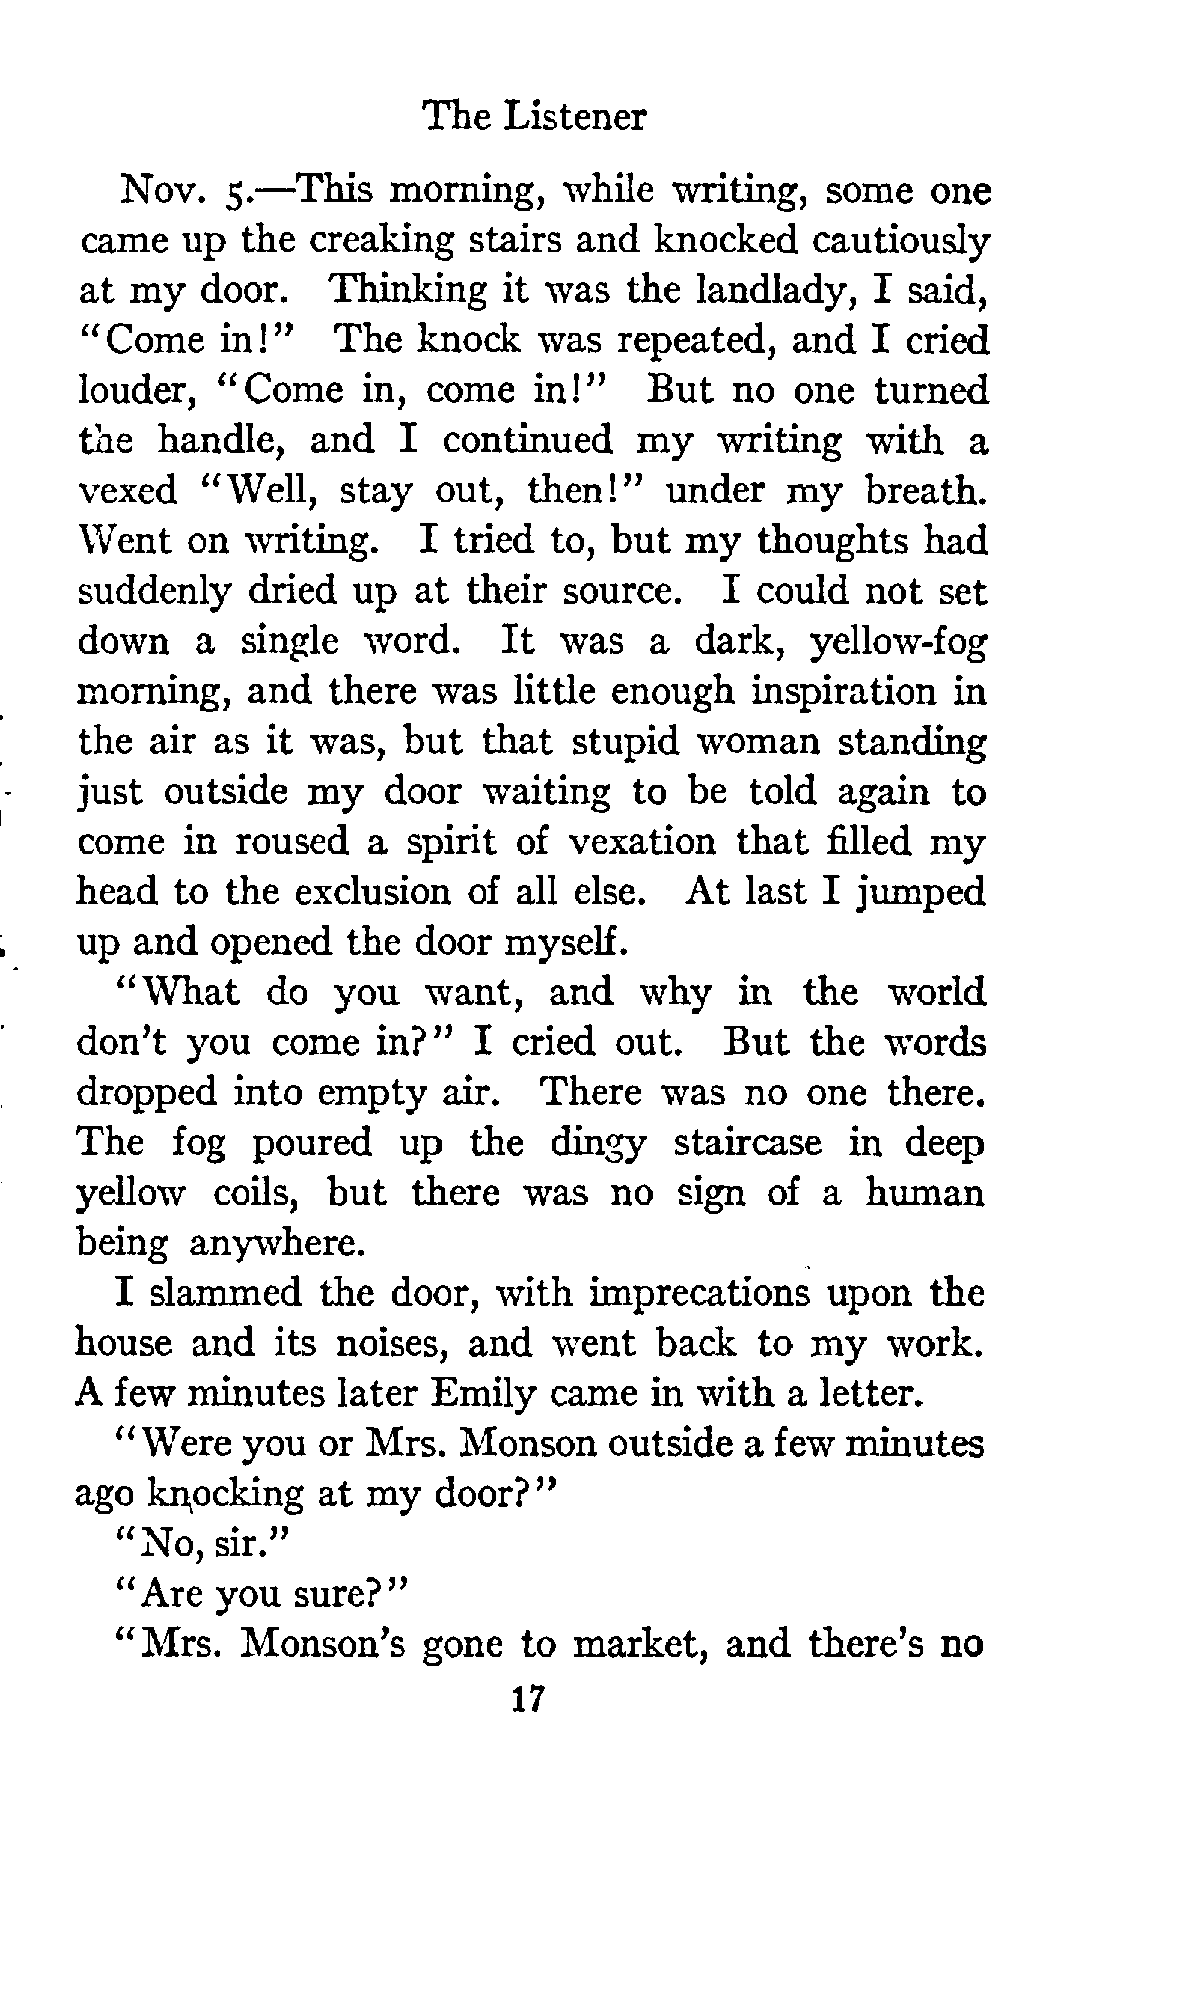 The Listener
Nov. 5.—This morning, while writing, some one
came up the creaking stairs and knocked cautiously
at my door. Thinking it was the landlady, I said,
“Come in!” The knock was repeated, and I cried
louder, “Come in, come in!” But no one turned
the handle, and I continued my writing with a
vexed “Well, stay out, then!” under my breath.
Went on writing. I tried to, but my thoughts had
suddenly dried up at their source. I could not set
down a single word. It was a dark, yellow-fog
morning, and there was little enough inspiration in
the air as it was, but that stupid woman standing
just outside my door waiting to be told again to
come in roused a spirit of vexation that filled my
head to the exclusion of all else. At last I jumped
up and opened the door myself.
“What do you want, and why in the world
don’t you come in?” I cried out. But the words
dropped into empty air. There was no one there.
The fog poured up the dingy staircase in deep
yellow coils, but there was no sign of a human
being anywhere.
I slammed the door, with imprecations upon the
house and its noises, and went back to my work.
A few minutes later Emily came in with a letter.
“Were you or Mrs. Monson outside a few minutes
ago knocking at my door?”
“No, sir.”
“Are you sure?”
“Mrs. Monson’s gone to market, and there’s no
17